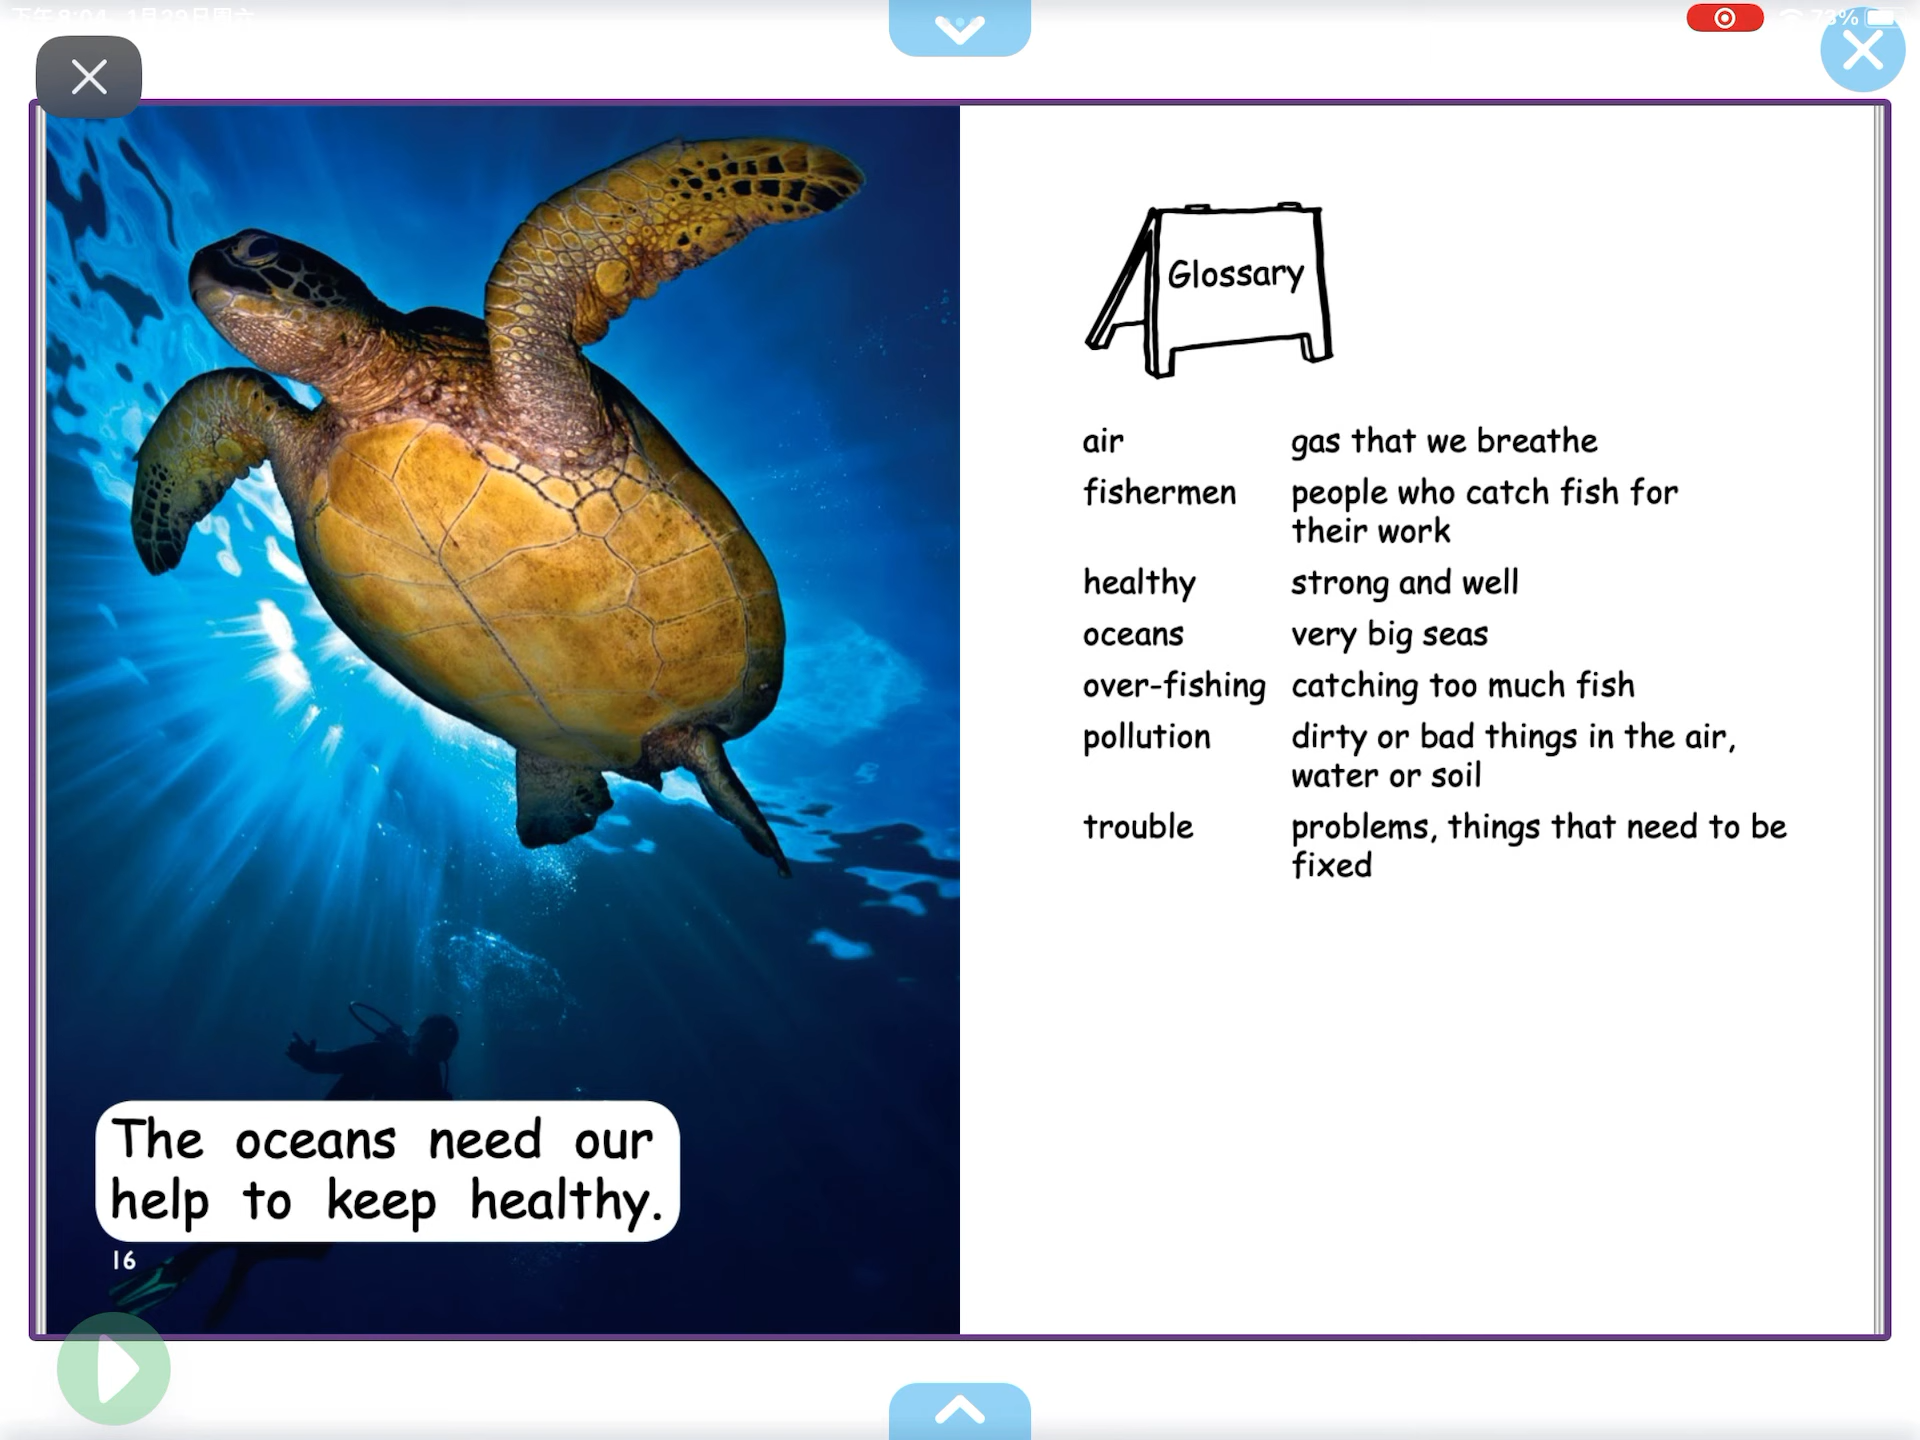 The oceans need our
help to keep healthy.
16
Glossary
air gas that we breathe
fishermen people who catch fish for
their work
healthy strong and well
oceans very big seas
over-fishing catching too much fish
pollution dirty or bad things in the air,
water or soil
trouble problems, things that need to be
fixed